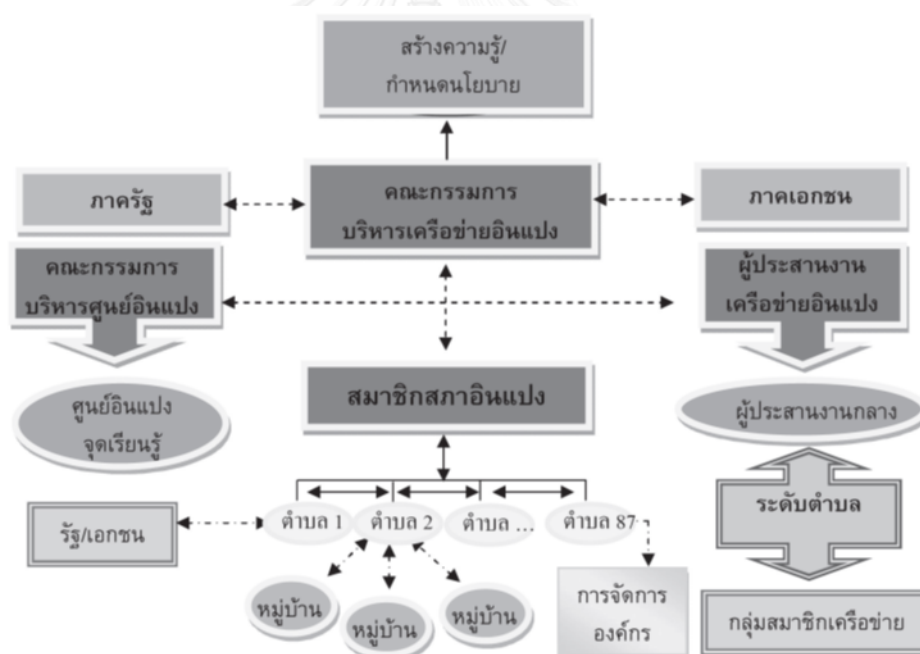 สร้างความรู้/
กำหนดนโยบาย
ภาครัฐ
คณะกรรมการ
บริหารเครือข่ายอินแปง
ภาคเอกชน
คณะกรรมการ
บริหารศูนย์อินแปง
ผู้ประสานงาน
เครือข่ายอินแปง
สมาชิกสภาอินแปง
ศูนย์อินแปง
จุดเรียนรู้
ผู้ประสานงานกลาง
รัฐ/เอกชน
ตำบล 1
ตำบล 2
ตำบล ...
ตำบล 87
ระดับตำบล
หมู่บ้าน
หมู่บ้าน
หมู่บ้าน
การจัดการ
องค์กร
กลุ่มสมาชิกเครือข่าย